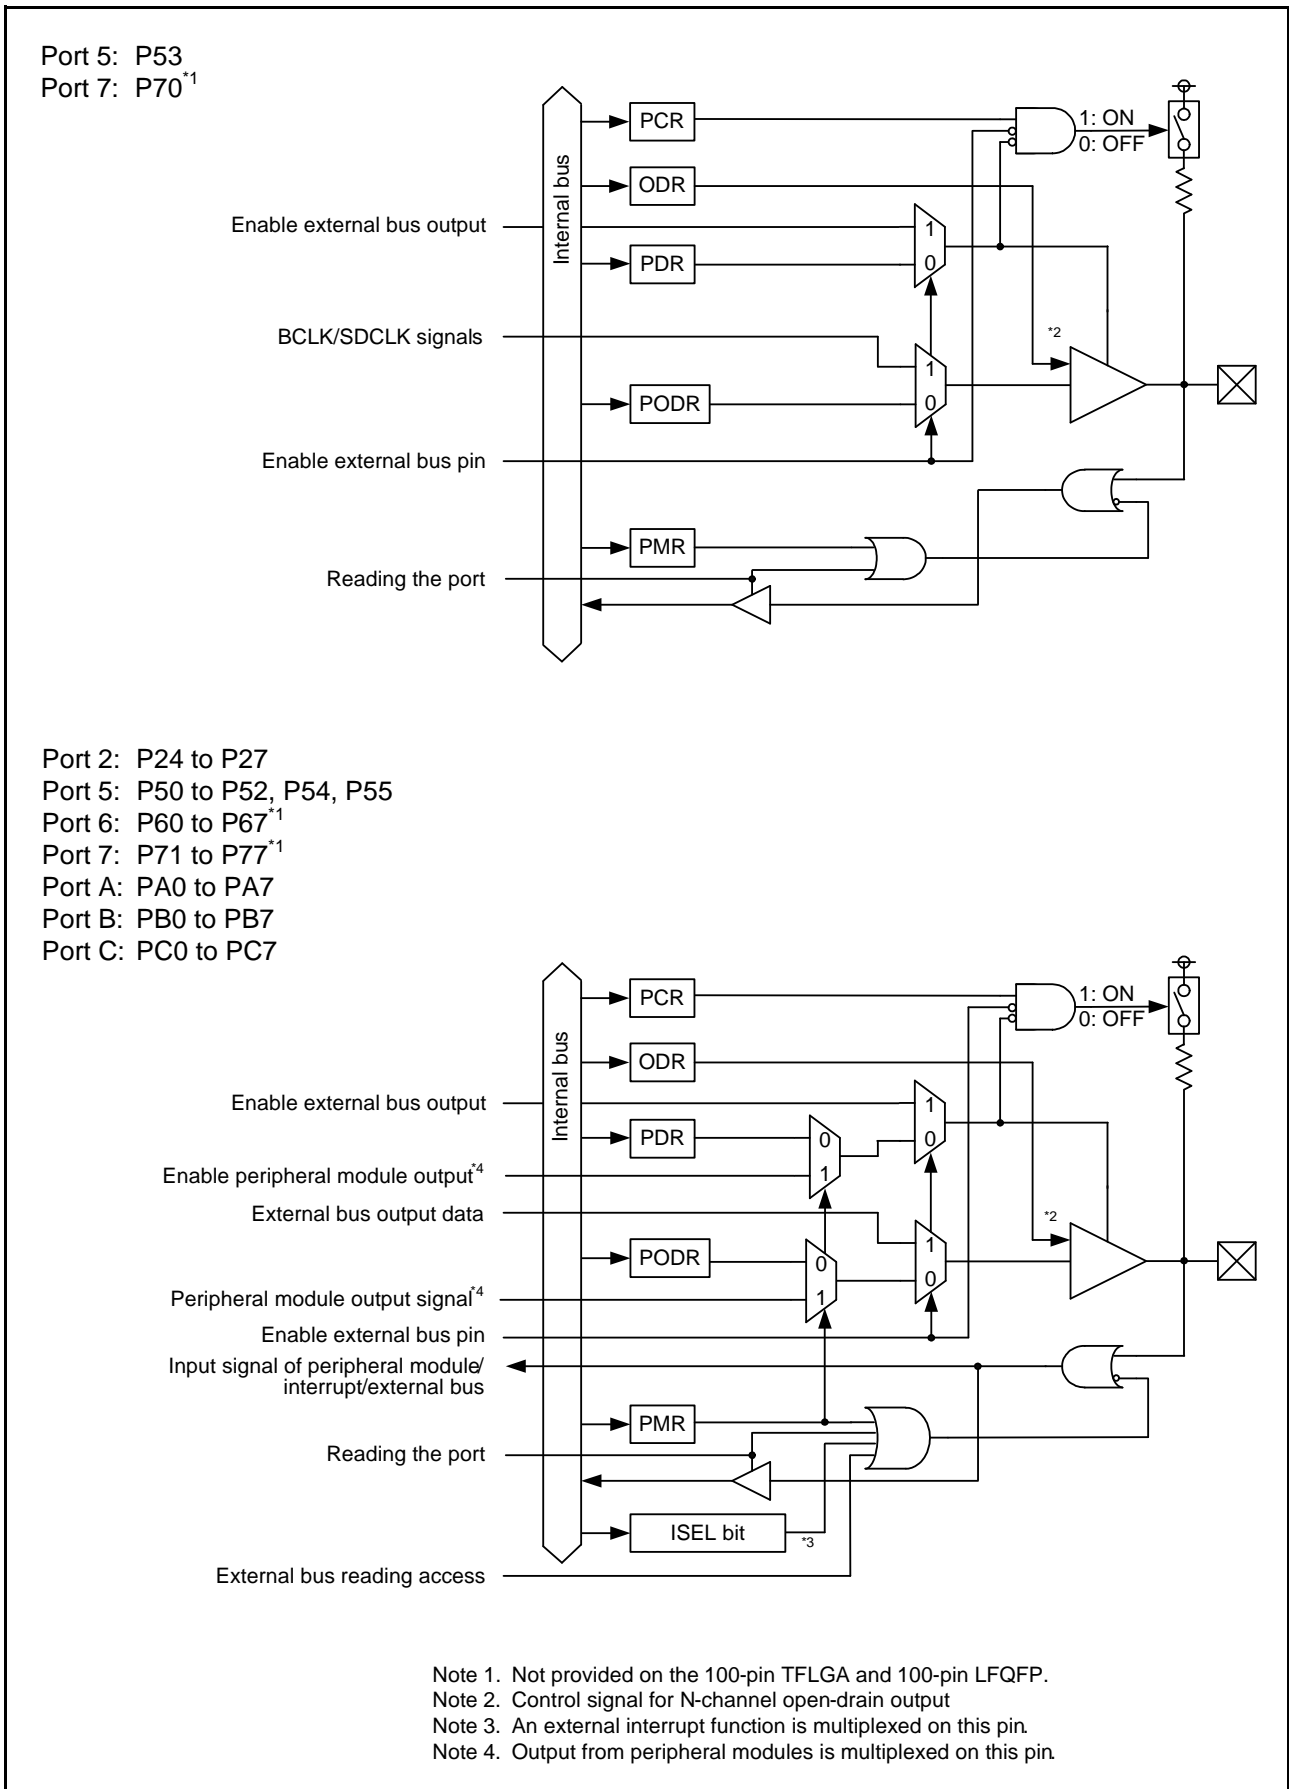 Port 5: P53
Port 7: P70*1
PCR
1: ON
0: OFF
Internal bus
ODR
Enable external bus output
1
PDR
0
BCLK/SDCLK signals
*2
1
PODR
0
Enable external bus pin
PMR
Reading the port
Port 2: P24 to P27
Port 5: P50 to P52, P54, P55
Port 6: P60 to P67*1
Port 7: P71 to P77*1
Port A: PA0 to PA7
Port B: PB0 to PB7
Port C: PC0 to PC7
PCR
1: ON
0: OFF
Internal bus
ODR
Enable external bus output
1
PDR
0
0
Enable peripheral module output*4
1
External bus output data
*2
1
PODR
0
0
Peripheral module output signal*4
1
Enable external bus pin
Input signal of peripheral module/
interrupt/external bus
PMR
Reading the port
ISEL bit
*3
External bus reading access
Note 1. Not provided on the 100-pin TFLGA and 100-pin LFQFP.
Note 2. Control signal for N-channel open-drain output
Note 3. An external interrupt function is multiplexed on this pin.
Note 4. Output from peripheral modules is multiplexed on this pin.